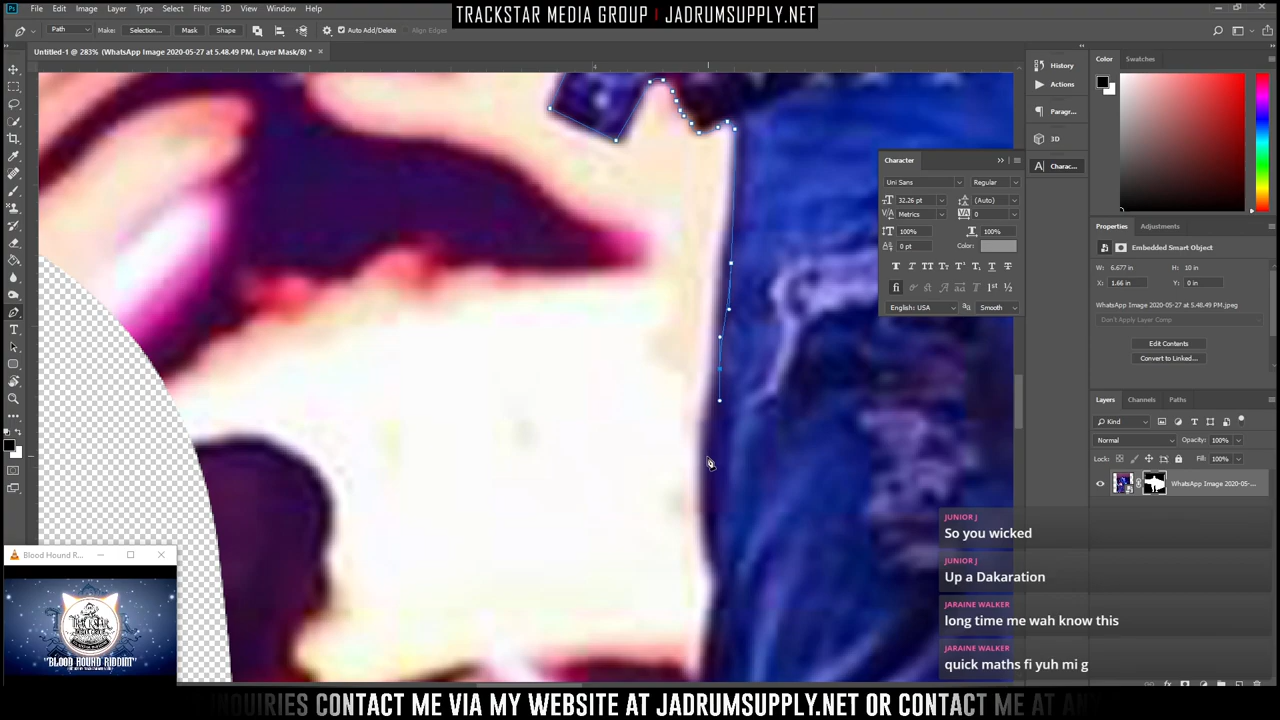 TRACKSTAR MEDIA GROUP | JADRUMSUPPLY.NET
Ps File Edit Image Layer Type Select Filter 3D View Window Help
Path Make: Selection... Mask Shape Auto Add/Delete Align Edges
Untitled-1 @ 283% (WhatsApp Image 2020-05-27 at 5.48.49 PM, Layer Mask/8) * ×
4
History
Actions
Paragr...
3D
Charac...
Color Swatches
Character
Uni Sans Regular
32.26 pt (Auto)
Metrics 0
100% 100%
0 pt Color:
English: USA aa Smooth
Properties Adjustments
Embedded Smart Object
W: 6.677 in H: 10 in
X: 1.66 in Y: 0 in
WhatsApp Image 2020-05-27 at 5.48.49 PM.jpeg
Don't Apply Layer Comp
Edit Contents
Convert to Linked...
Layers Channels Paths
Kind
Normal Opacity: 100%
Lock: Fill: 100%
WhatsApp Image 2020-05-...
JUNIOR J
So you wicked
JUNIOR J
Up a Dakaration
JARAINE WALKER
long time me wah know this
JARAINE WALKER
quick maths fi yuh mi g
Blood Hound R...
"BLOOD HOUND RIDDIM"
INQUIRIES CONTACT ME VIA MY WEBSITE AT JADRUMSUPPLY.NET OR CONTACT ME AT